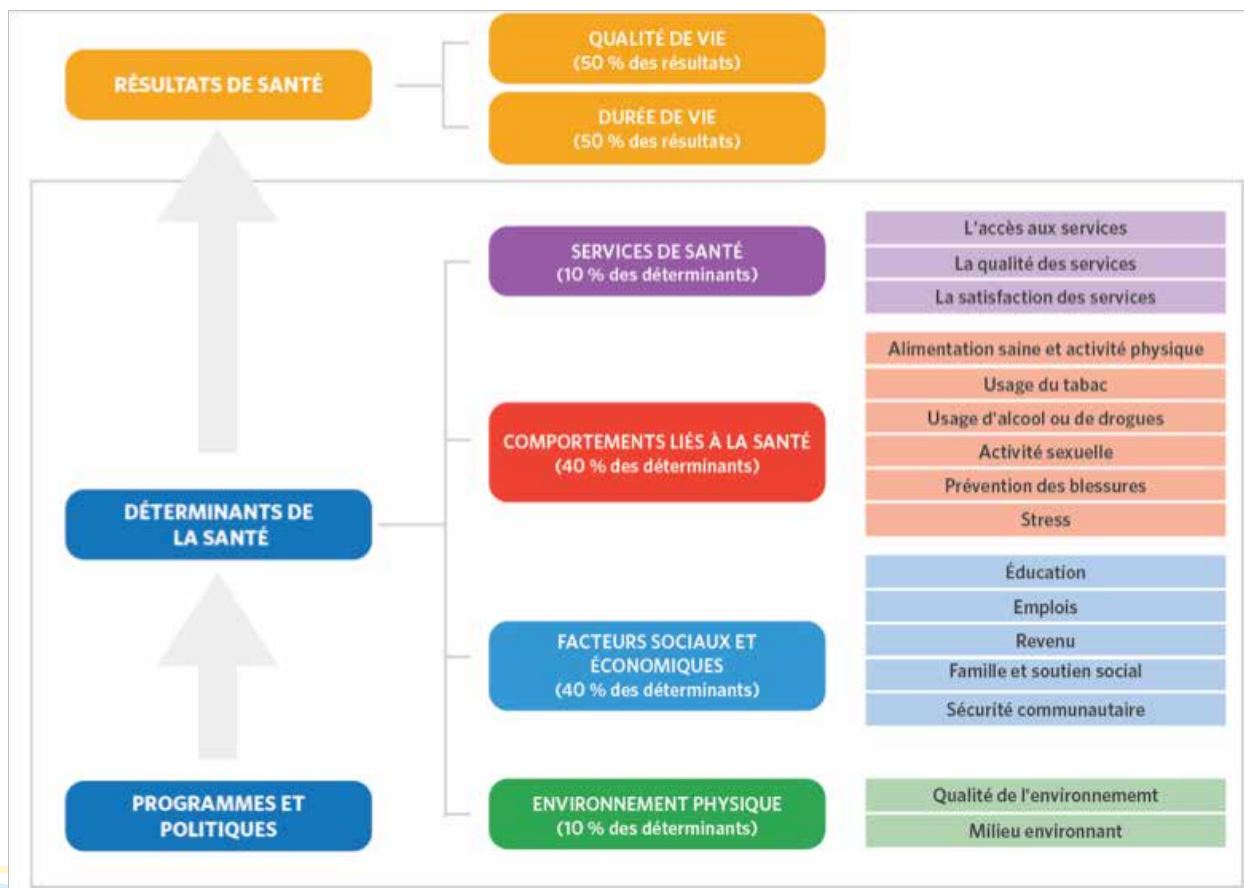 RÉSULTATS DE SANTÉ
QUALITÉ DE VIE
(50 % des résultats)
DURÉE DE VIE
(50 % des résultats)
DÉTERMINANTS DE
LA SANTÉ
PROGRAMMES ET
POLITIQUES
SERVICES DE SANTÉ
(10 % des déterminants)
L'accès aux services
La qualité des services
La satisfaction des services
COMPORTEMENTS LIÉS À LA SANTÉ
(40 % des déterminants)
Alimentation saine et activité physique
Usage du tabac
Usage d'alcool ou de drogues
Activité sexuelle
Prévention des blessures
Stress
FACTEURS SOCIAUX ET
ÉCONOMIQUES
(40 % des déterminants)
Éducation
Emplois
Revenu
Famille et soutien social
Sécurité communautaire
ENVIRONNEMENT PHYSIQUE
(10 % des déterminants)
Qualité de l'environnememt
Milieu environnant